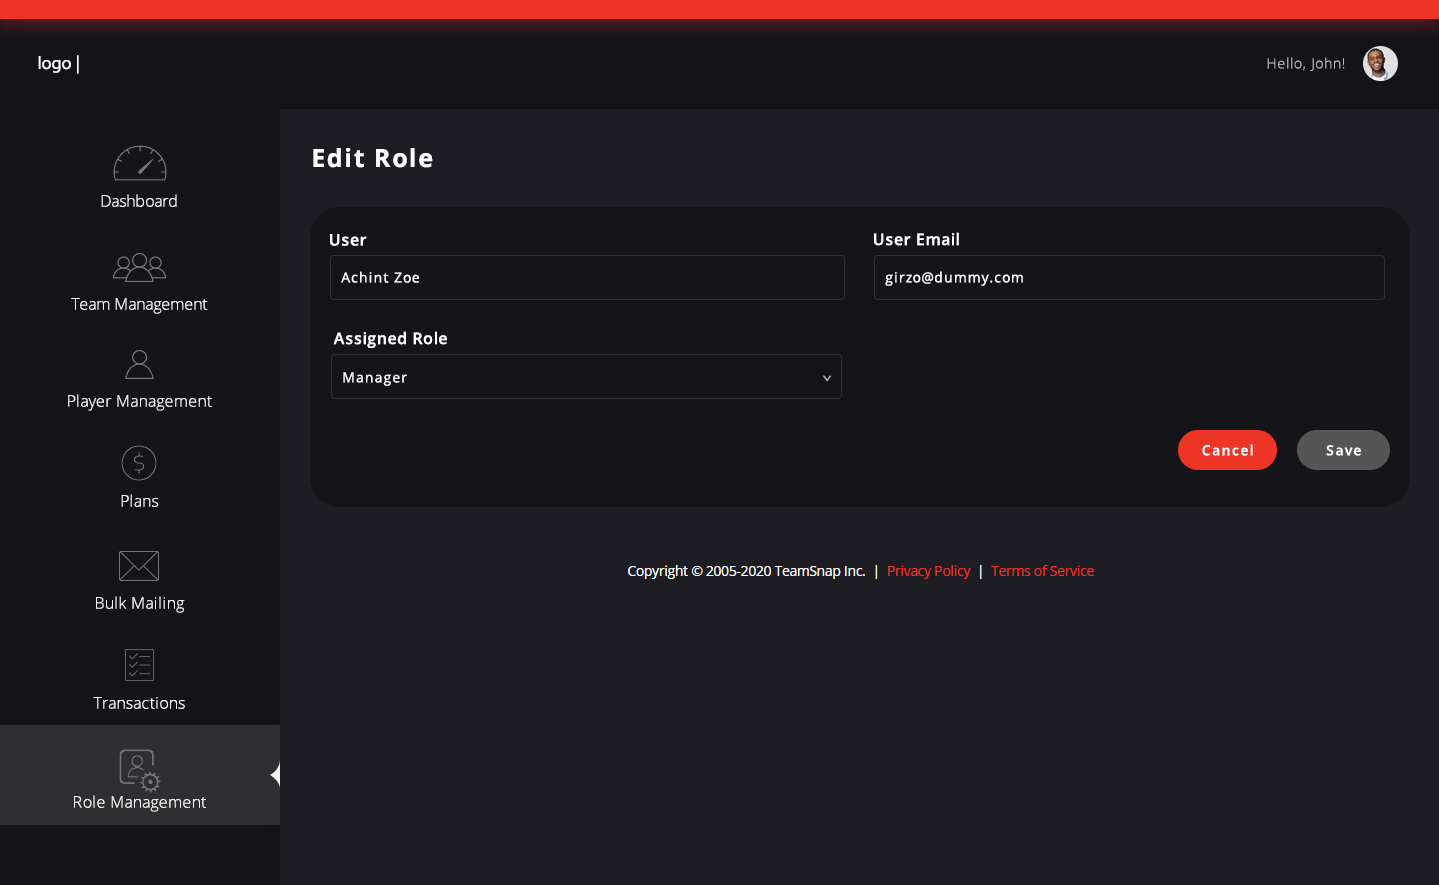 logo |
Hello, John!
Dashboard
Team Management
Player Management
Plans
Bulk Mailing
Transactions
Role Management
Edit Role
User
User Email
Achint Zoe
girzo@dummy.com
Assigned Role
Manager
Cancel
Save
Copyright © 2005-2020 TeamSnap Inc. | Privacy Policy | Terms of Service